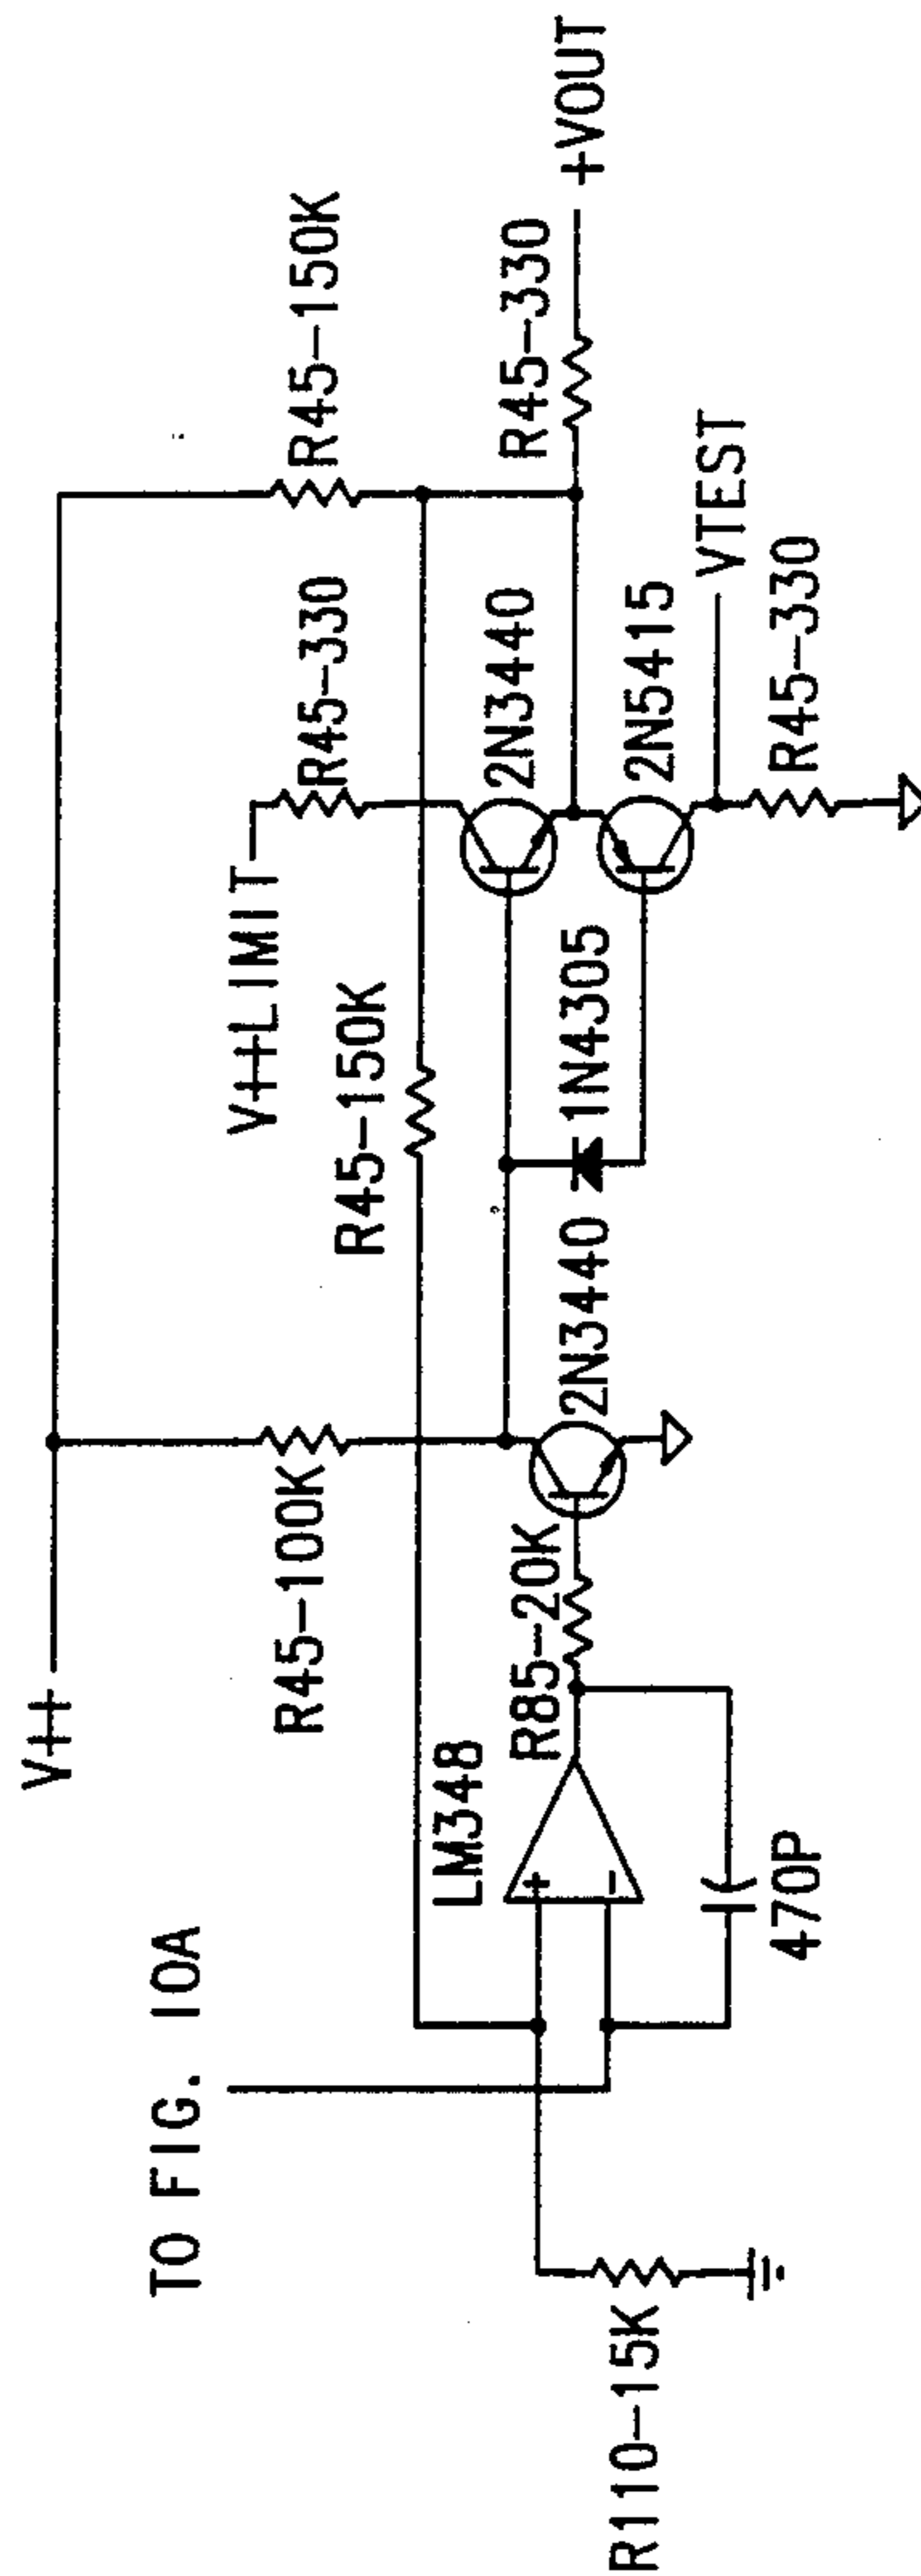 V++
TO FIG. 10A
R45-100K
R45-150K
V++LIMIT
R45-330
R45-150K
LM348
R85-20K
2N3440
1N4305
2N3440
2N5415
R45-330
+VOUT
VTEST
R45-330
470P
R110-15K